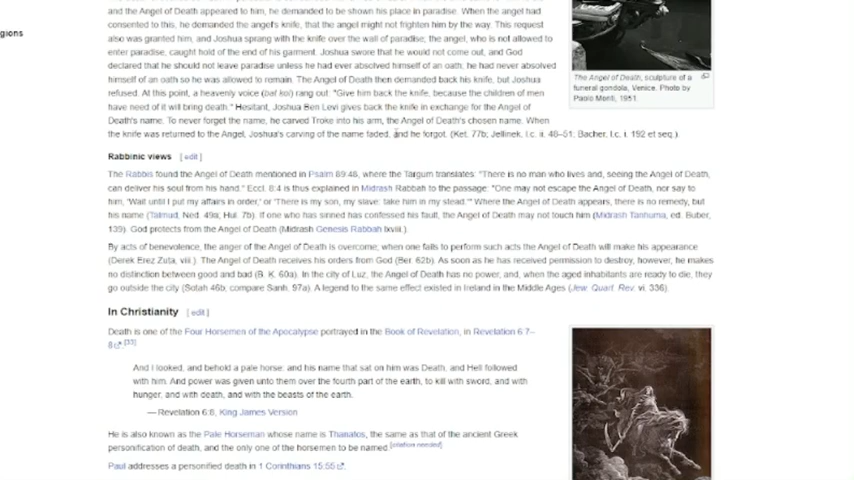 and the Angel of Death appeared to him, he demanded to be shown his place in paradise. When the angel had
consented to this, he demanded the angel's knife, that the angel might not frighten him by the way. This request
also was granted him, and Joshua sprang with the knife over the wall of paradise; the angel, who is not allowed to
enter paradise, caught hold of the end of his garment. Joshua swore that he would not come out, and God
declared that he should not leave paradise unless he had ever absolved himself of an oath; he had never absolved
himself of an oath so he was allowed to remain. The Angel of Death then demanded back his knife, but Joshua
refused. At this point, a heavenly voice (bat kol) rang out: "Give him back the knife, because the children of men
have need of it will bring death." Hesitant, Joshua Ben Levi gives back the knife in exchange for the Angel of
Death's name. To never forget the name, he carved Troke into his arm, the Angel of Death's chosen name. When
the knife was returned to the Angel, Joshua's carving of the name faded, and he forgot. (Ket. 77b; Jellinek, l.c. ii. 48–51; Bacher, l.c. i. 192 et seq.).
gions
The Angel of Death, sculpture of a
funeral gondola, Venice. Photo by
Paolo Monti, 1951.
Rabbinic views [ edit ]
The Rabbis found the Angel of Death mentioned in Psalm 89:48, where the Targum translates: "There is no man who lives and, seeing the Angel of Death,
can deliver his soul from his hand." Eccl. 8:4 is thus explained in Midrash Rabbah to the passage: "One may not escape the Angel of Death, nor say to
him, 'Wait until I put my affairs in order,' or 'There is my son, my slave: take him in my stead.'" Where the Angel of Death appears, there is no remedy, but
his name (Talmud, Ned. 49a; Hul. 7b). If one who has sinned has confessed his fault, the Angel of Death may not touch him (Midrash Tanhuma, ed. Buber,
139). God protects from the Angel of Death (Midrash Genesis Rabbah lxviii.).
By acts of benevolence, the anger of the Angel of Death is overcome; when one fails to perform such acts the Angel of Death will make his appearance
(Derek Erez Zuta, viii.). The Angel of Death receives his orders from God (Ber. 62b). As soon as he has received permission to destroy, however, he makes
no distinction between good and bad (B. K. 60a). In the city of Luz, the Angel of Death has no power, and, when the aged inhabitants are ready to die, they
go outside the city (Sotah 46b; compare Sanh. 97a). A legend to the same effect existed in Ireland in the Middle Ages (Jew. Quart. Rev. vi. 336).
In Christianity [ edit ]
Death is one of the Four Horsemen of the Apocalypse portrayed in the Book of Revelation, in Revelation 6:7–
8.[33]
And I looked, and behold a pale horse: and his name that sat on him was Death, and Hell followed
with him. And power was given unto them over the fourth part of the earth, to kill with sword, and with
hunger, and with death, and with the beasts of the earth.
— Revelation 6:8, King James Version
He is also known as the Pale Horseman whose name is Thanatos, the same as that of the ancient Greek
personification of death, and the only one of the horsemen to be named.[citation needed]
Paul addresses a personified death in 1 Corinthians 15:55.